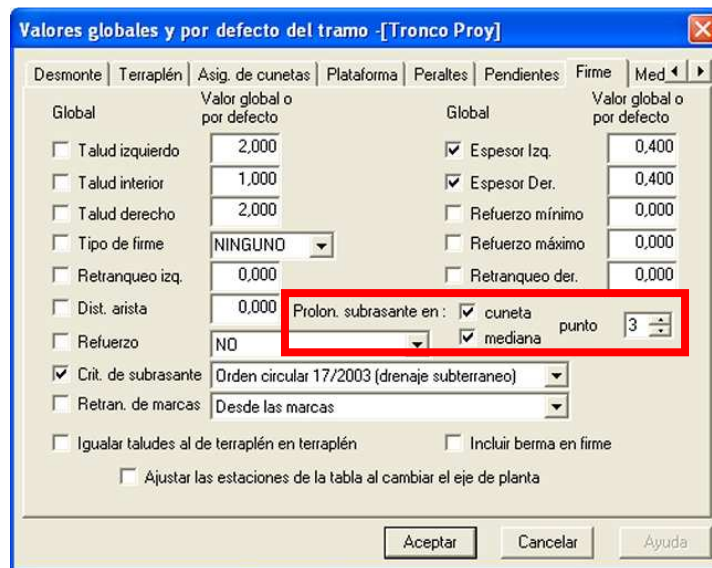 Valores globales y por defecto del tramo -[Tronco Proy]
Desmonte Terraplén Asig. de cunetas Plataforma Peraltes Pendientes Firme Med
Global Valor global o por defecto Global Valor global o por defecto
Talud izquierdo 2,000 Espesor Izq. 0,400
Talud interior 1,000 Espesor Der. 0,400
Talud derecho 2,000 Refuerzo mínimo 0,000
Tipo de firme NINGUNO Refuerzo máximo 0,000
Retranqueo izq. 0,000 Retranqueo der. 0,000
Dist. arista 0,000 Prolon. subrasante en : cuneta punto 3
Refuerzo NO mediana
Crit. de subrasante Orden circular 17/2003 (drenaje subterraneo)
Retran. de marcas Desde las marcas
Igualar taludes al de terraplén en terraplén Incluir berma en firme
Ajustar las estaciones de la tabla al cambiar el eje de planta
Aceptar Cancelar Ayuda